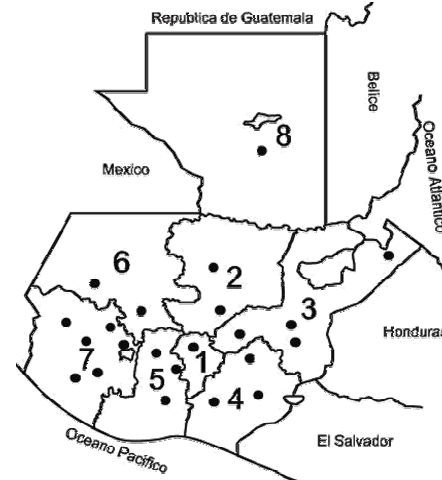 Republica de Guatemala
Belice
Oceano Atlantico
8
Mexico
6
2
3
Honduras
7
5
1
4
Oceano Pacifico
El Salvador